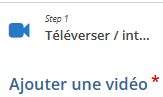 Step 1
Téléverser / int...
Ajouter une vidéo *